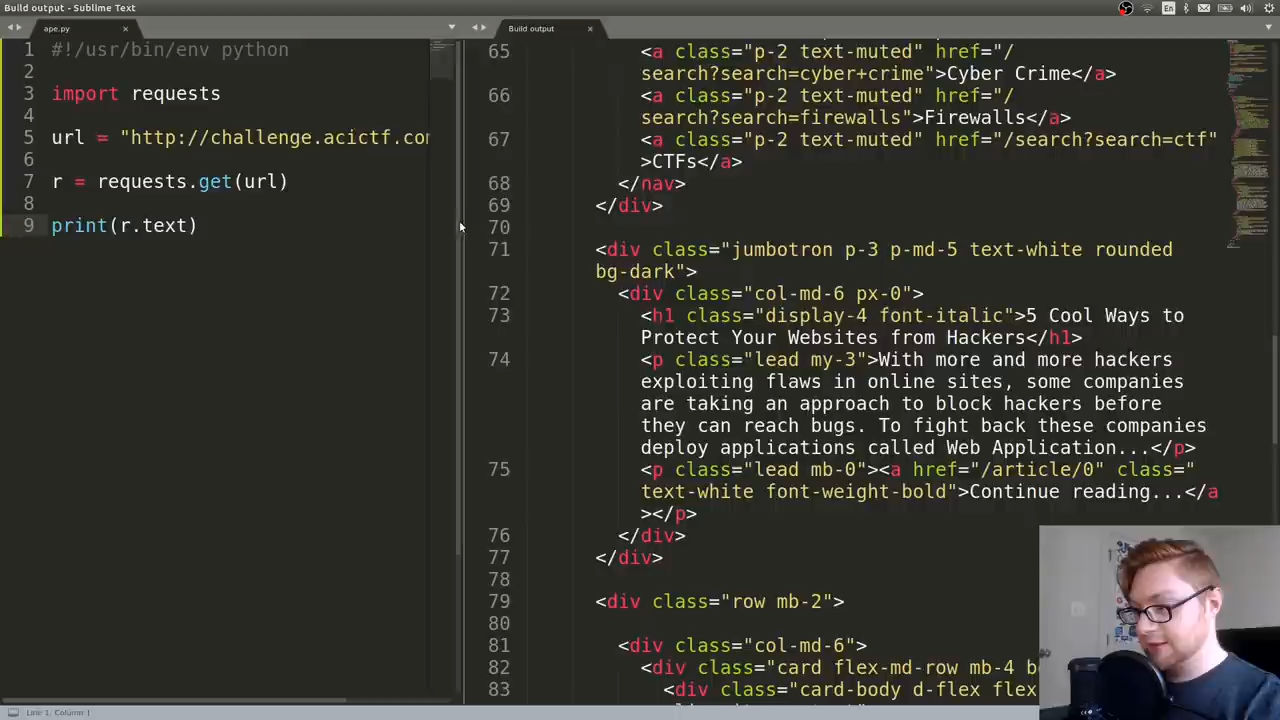 Build output - Sublime Text
En
ape.py
Build output
1 #!/usr/bin/env python
2
3 import requests
4
5 url = "http://challenge.acictf.con
6
7 r = requests.get(url)
8
9 print(r.text)
65 <a class="p-2 text-muted" href="/
search?search=cyber+crime">Cyber Crime</a>
66 <a class="p-2 text-muted" href="/
search?search=firewalls">Firewalls</a>
67 <a class="p-2 text-muted" href="/search?search=ctf"
>CTFs</a>
68 </nav>
69 </div>
70
71 <div class="jumbotron p-3 p-md-5 text-white rounded
bg-dark">
72 <div class="col-md-6 px-0">
73 <h1 class="display-4 font-italic">5 Cool Ways to
Protect Your Websites from Hackers</h1>
74 <p class="lead my-3">With more and more hackers
exploiting flaws in online sites, some companies
are taking an approach to block hackers before
they can reach bugs. To fight back these companies
deploy applications called Web Application...</p>
75 <p class="lead mb-0"><a href="/article/0" class="
text-white font-weight-bold">Continue reading...</a
></p>
76 </div>
77 </div>
78
79 <div class="row mb-2">
80
81 <div class="col-md-6">
82 <div class="card flex-md-row mb-4 b
83 <div class="card-body d-flex flex
Line 1, Column 1